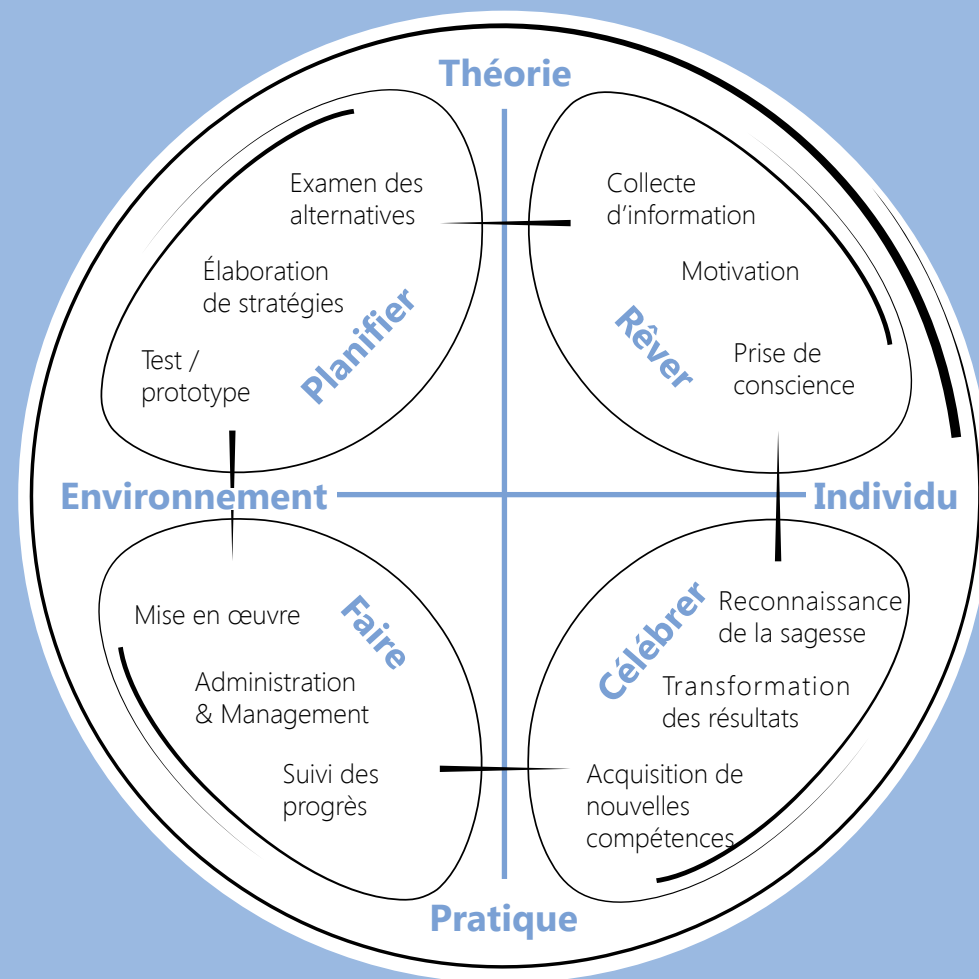 Théorie
Examen des
alternatives
Élaboration
de stratégies
Test /
prototype
Planifier
Collecte
d'information
Motivation
Prise de
conscience
Rêver
Environnement
Individu
Mise en œuvre
Administration
& Management
Suivi des
progrès
Faire
Célébrer
Reconnaissance
de la sagesse
Transformation
des résultats
Acquisition de
nouvelles
compétences
Pratique